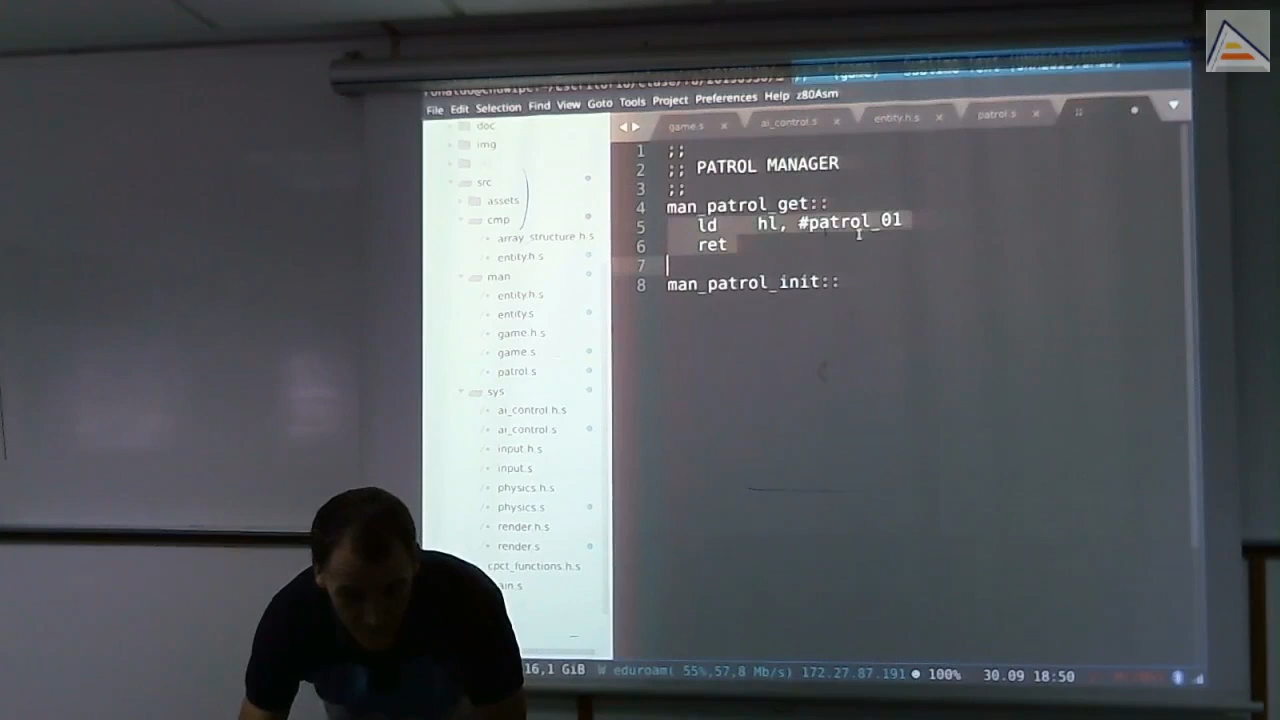 File Edit Selection Find View Goto Tools Project Preferences Help z80Asm
game.s ai_control.s entity.h.s patrol.s ;;
doc
img
src
assets
cmp
array_structure.h.s
entity.h.s
man
entity.h.s
entity.s
game.h.s
game.s
patrol.s
sys
ai_control.h.s
ai_control.s
input.h.s
input.s
physics.h.s
physics.s
render.h.s
render.s
cpct_functions.h.s
1 ;;
2 ;; PATROL MANAGER
3 ;;
4 man_patrol_get::
5 ld hl, #patrol_01
6 ret
7
8 man_patrol_init::
16,1 GiB W eduroam( 55%,57,8 Mb/s) 172.27.87.191 100% 30.09 18:50